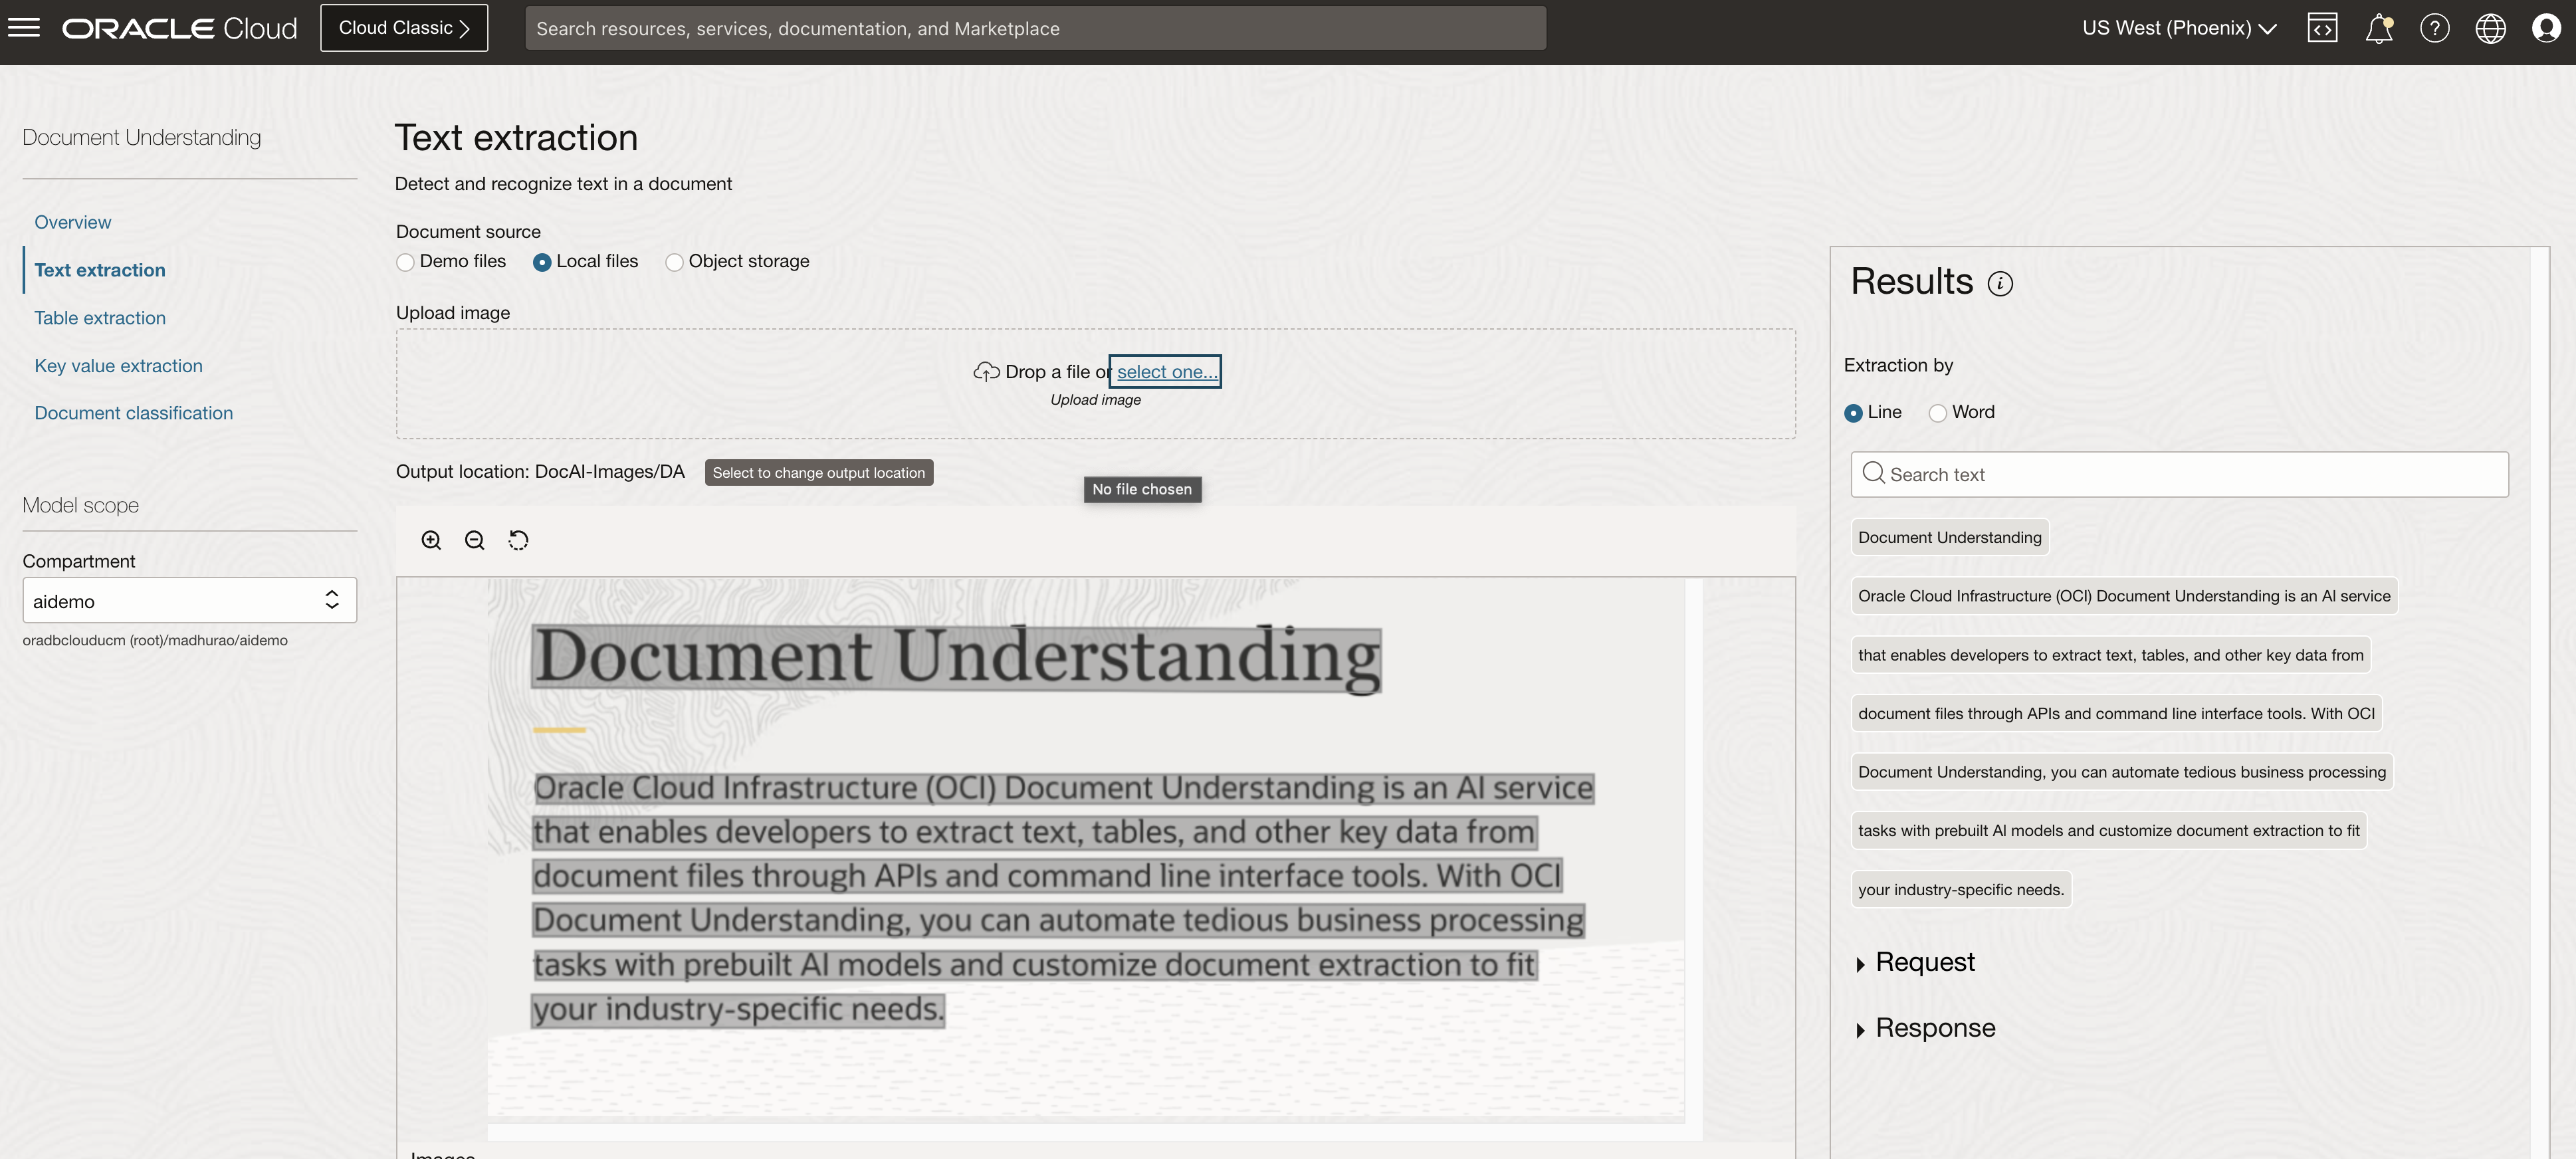 ORACLE Cloud
Cloud Classic
Search resources, services, documentation, and Marketplace
US West (Phoenix)
Document Understanding
Overview
Text extraction
Table extraction
Key value extraction
Document classification
Model scope
Compartment
aidemo
oradbclouducm (root)/madhurao/aidemo
Text extraction
Detect and recognize text in a document
Document source
Demo files
Local files
Object storage
Upload image
Drop a file or select one...
Upload image
Output location: DocAI-Images/DA
Select to change output location
No file chosen
Document Understanding
Oracle Cloud Infrastructure (OCI) Document Understanding is an AI service
that enables developers to extract text, tables, and other key data from
document files through APIs and command line interface tools. With OCI
Document Understanding, you can automate tedious business processing
tasks with prebuilt AI models and customize document extraction to fit
your industry-specific needs.
Images
Results
Extraction by
Line
Word
Search text
Document Understanding
Oracle Cloud Infrastructure (OCI) Document Understanding is an AI service
that enables developers to extract text, tables, and other key data from
document files through APIs and command line interface tools. With OCI
Document Understanding, you can automate tedious business processing
tasks with prebuilt AI models and customize document extraction to fit
your industry-specific needs.
Request
Response